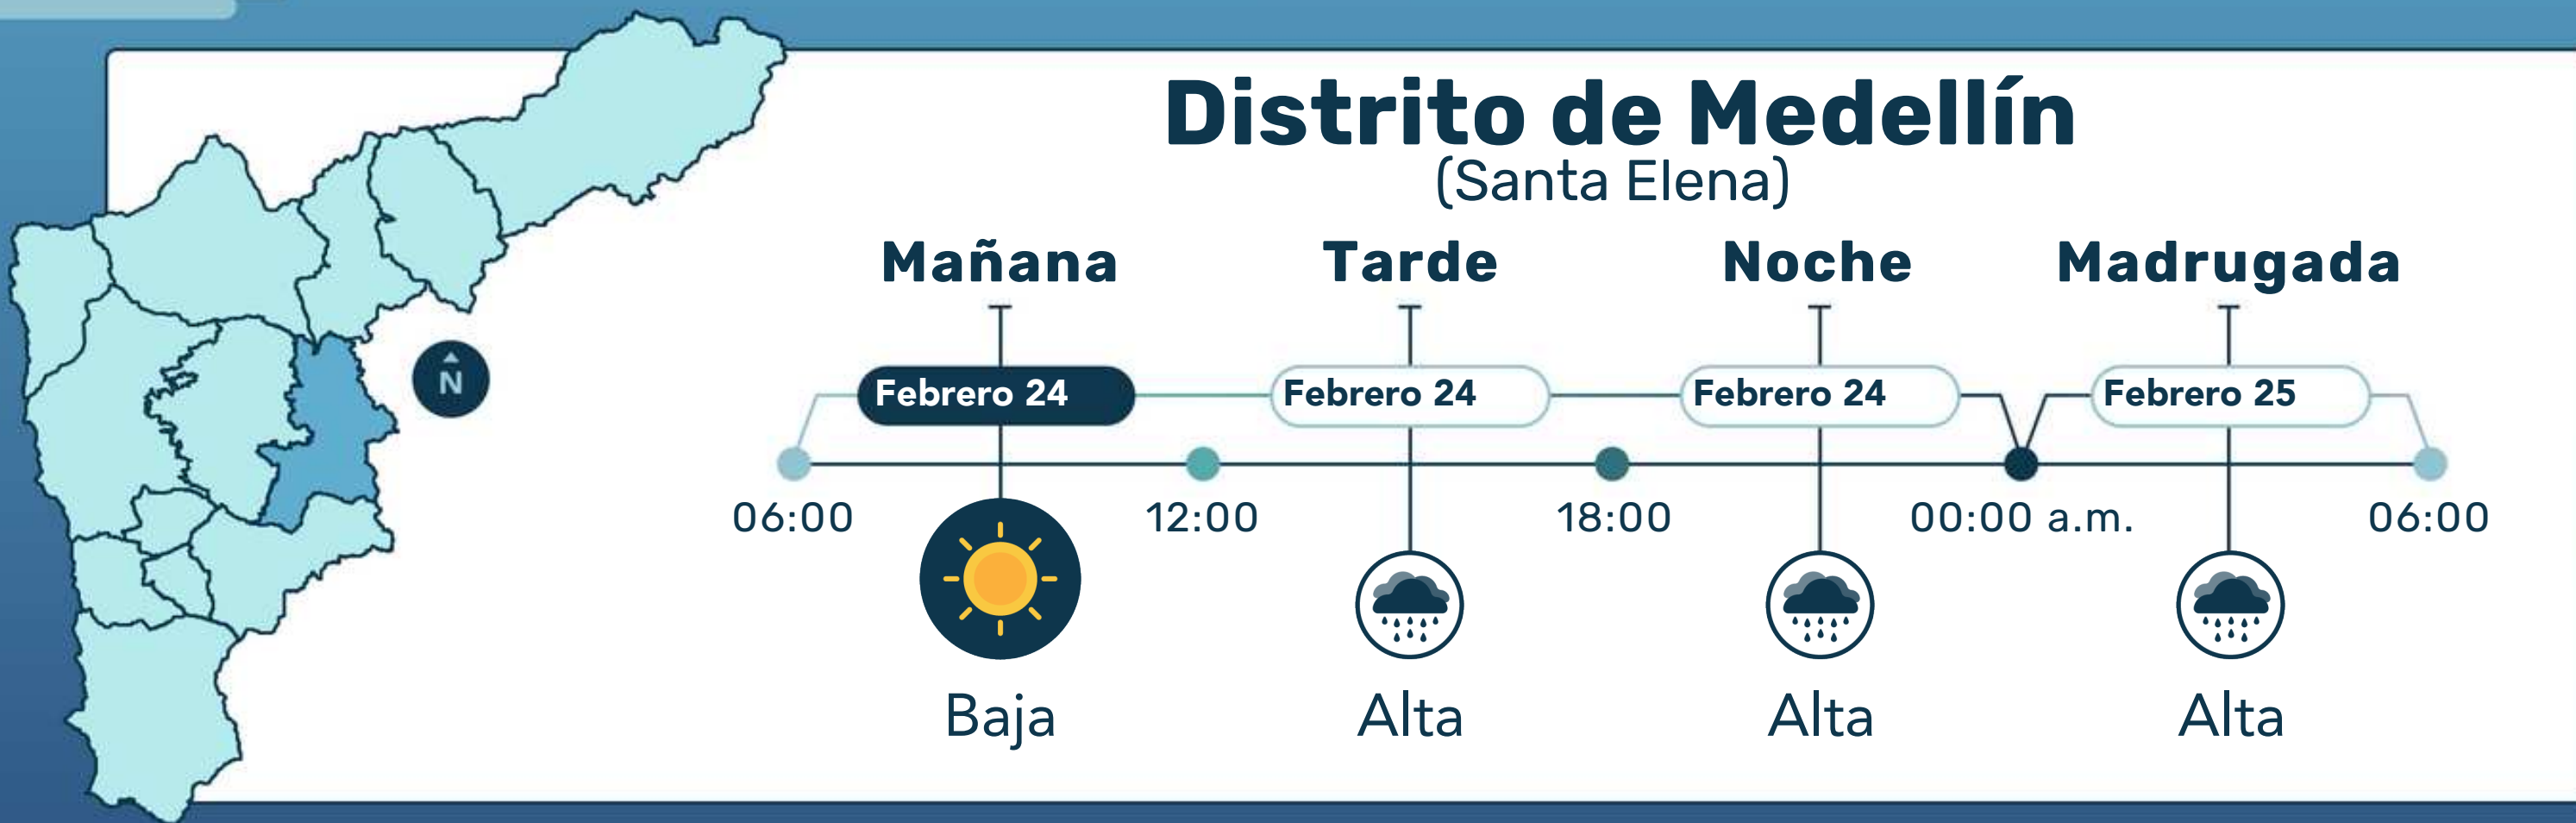 Distrito de Medellín
(Santa Elena)
Mañana Tarde Noche Madrugada
N
Febrero 24 Febrero 24 Febrero 24 Febrero 25
06:00 12:00 18:00 00:00 a.m. 06:00
Baja Alta Alta Alta